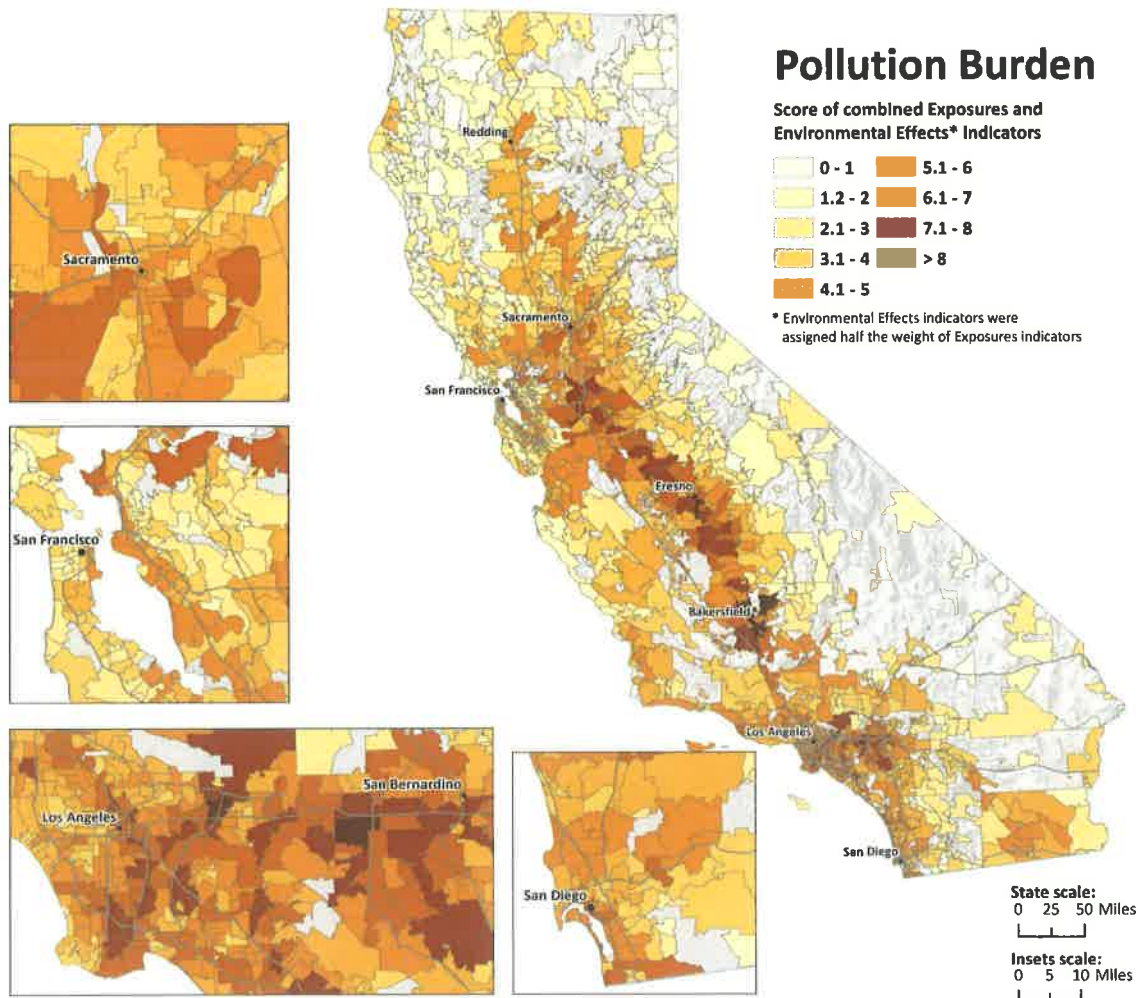 Pollution Burden
Score of combined Exposures and
Environmental Effects* Indicators
0 - 1
1.2 - 2
2.1 - 3
3.1 - 4
4.1 - 5
5.1 - 6
6.1 - 7
7.1 - 8
> 8
* Environmental Effects indicators were
assigned half the weight of Exposures indicators
Redding
Sacramento
San Francisco
Fresno
Bakersfield
Los Angeles
San Diego
Sacramento
San Francisco
Los Angeles
San Bernardino
San Diego
State scale:
0 25 50 Miles
Insets scale:
0 5 10 Miles